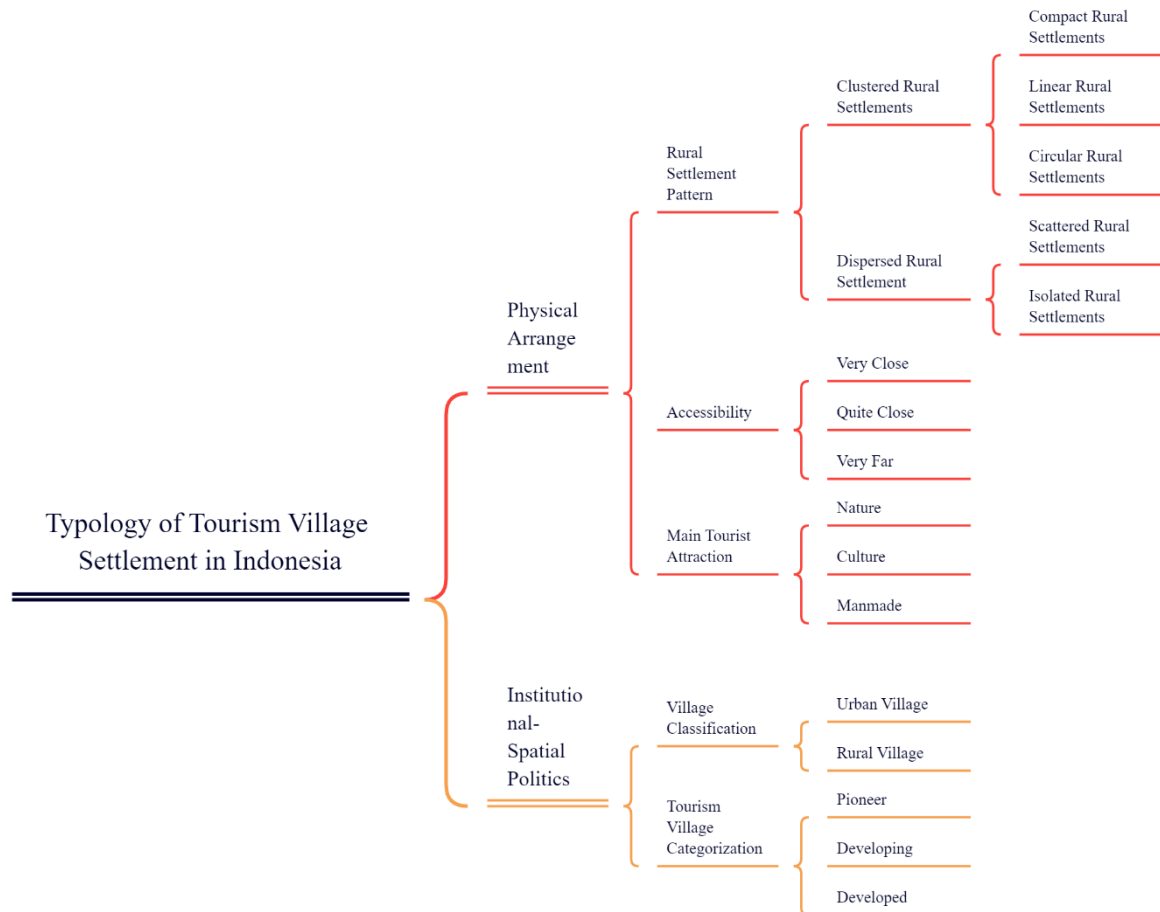 Typology of Tourism Village
Settlement in Indonesia
Physical
Arrange
ment
Rural
Settlement
Pattern
Clustered Rural
Settlements
Compact Rural
Settlements
Linear Rural
Settlements
Circular Rural
Settlements
Dispersed Rural
Settlement
Scattered Rural
Settlements
Isolated Rural
Settlements
Accessibility
Very Close
Quite Close
Very Far
Main Tourist
Attraction
Nature
Culture
Manmade
Institutio
nal-
Spatial
Politics
Village
Classification
Urban Village
Rural Village
Tourism
Village
Categorization
Pioneer
Developing
Developed